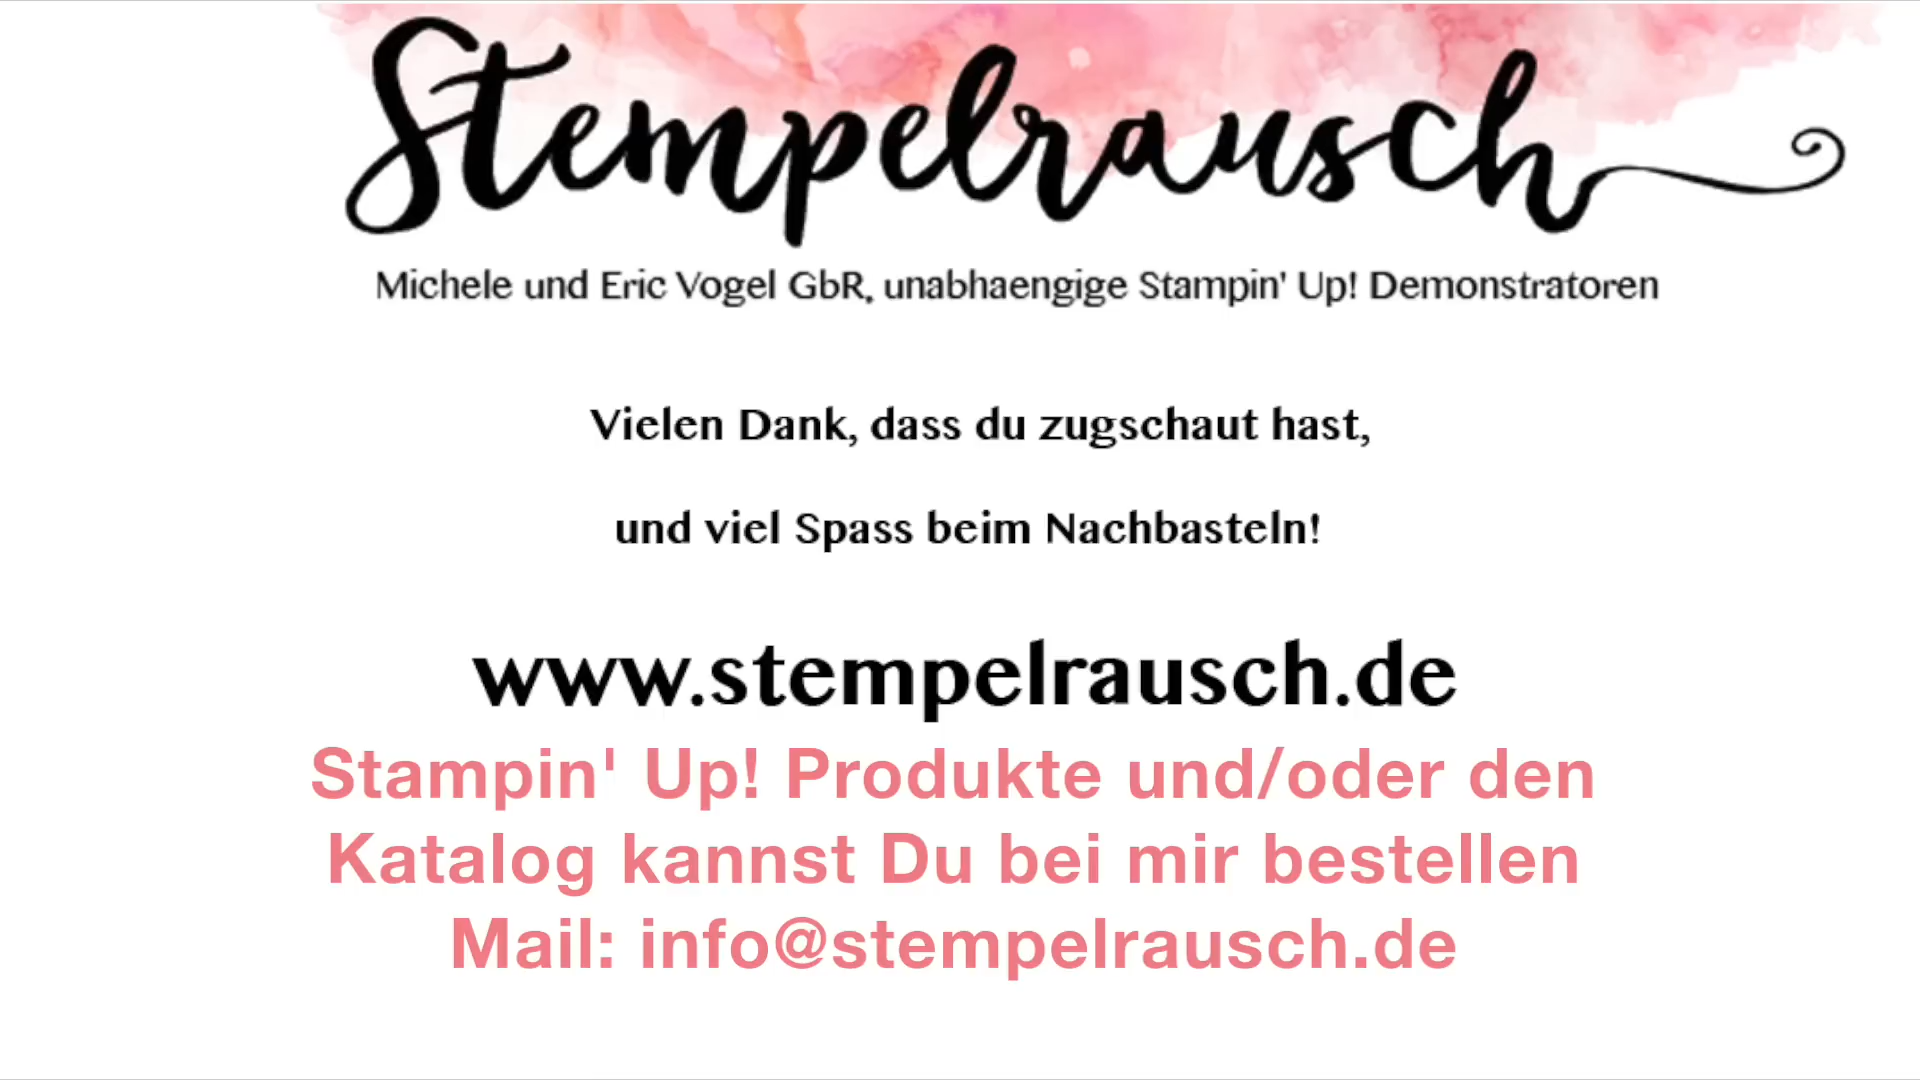 Stempelrausch
Michele und Eric Vogel GbR, unabhaengige Stampin' Up! Demonstratoren
Vielen Dank, dass du zugschaut hast,
und viel Spass beim Nachbasteln!
www.stempelrausch.de
Stampin' Up! Produkte und/oder den
Katalog kannst Du bei mir bestellen
Mail: info@stempelrausch.de